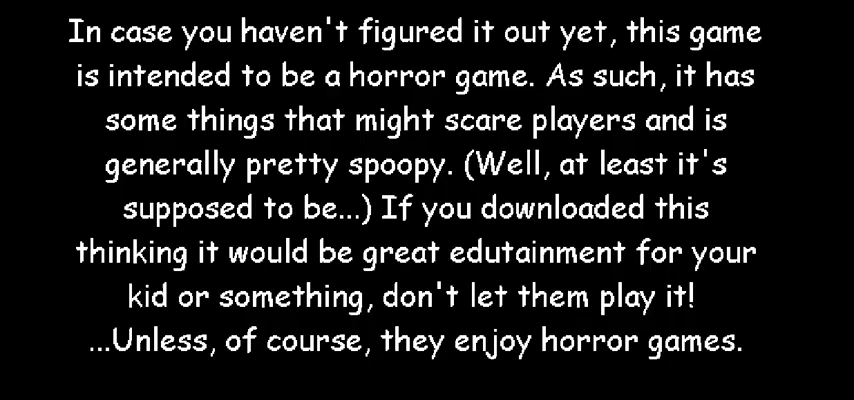 In case you haven't figured it out yet, this game
is intended to be a horror game. As such, it has
some things that might scare players and is
generally pretty spoopy. (Well, at least it's
supposed to be...) If you downloaded this
thinking it would be great edutainment for your
kid or something, don't let them play it!
...Unless, of course, they enjoy horror games.